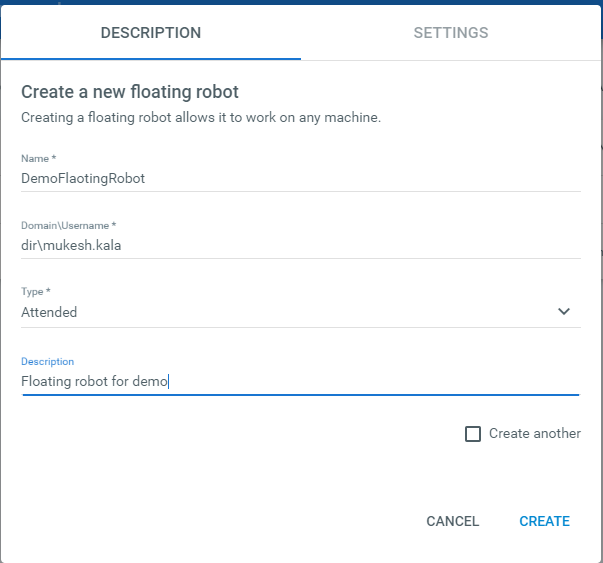 DESCRIPTION SETTINGS
Create a new floating robot
Creating a floating robot allows it to work on any machine.
Name *
DemoFlaotingRobot
Domain\Username *
dir\mukesh.kala
Type *
Attended
Description
Floating robot for demo
Create another
CANCEL CREATE